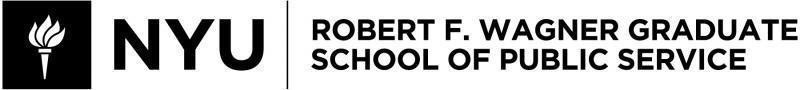 NYU
ROBERT F. WAGNER GRADUATE
SCHOOL OF PUBLIC SERVICE